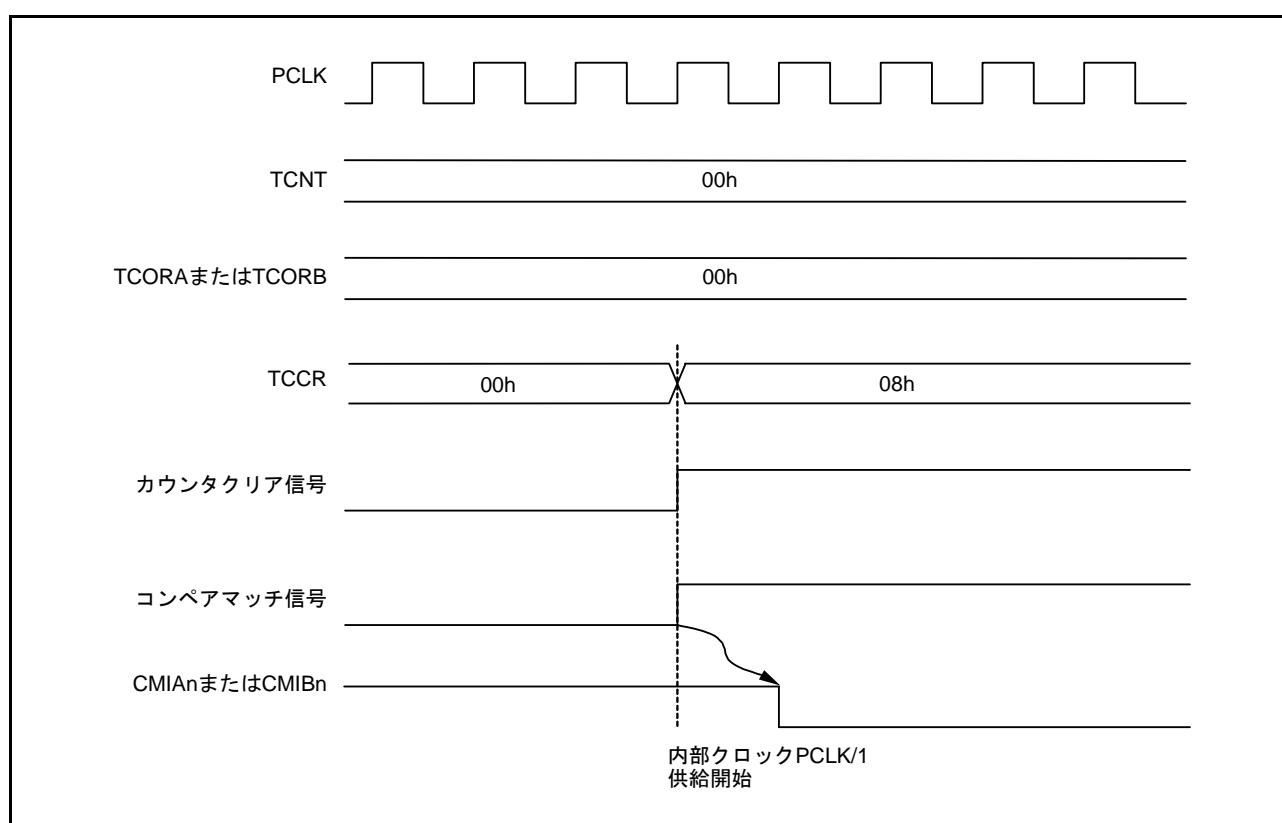 PCLK
TCNT
00h
TCORAまたはTCORB
00h
TCCR
00h
08h
カウンタクリア信号
コンペアマッチ信号
CMIAnまたはCMIBn
内部クロックPCLK/1
供給開始